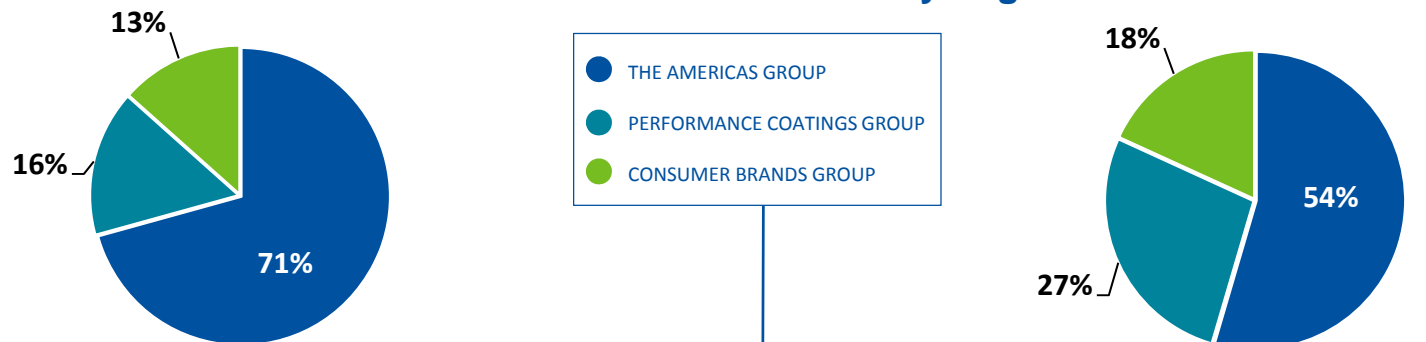 13%
16%
71%
THE AMERICAS GROUP
PERFORMANCE COATINGS GROUP
CONSUMER BRANDS GROUP
18%
54%
27%